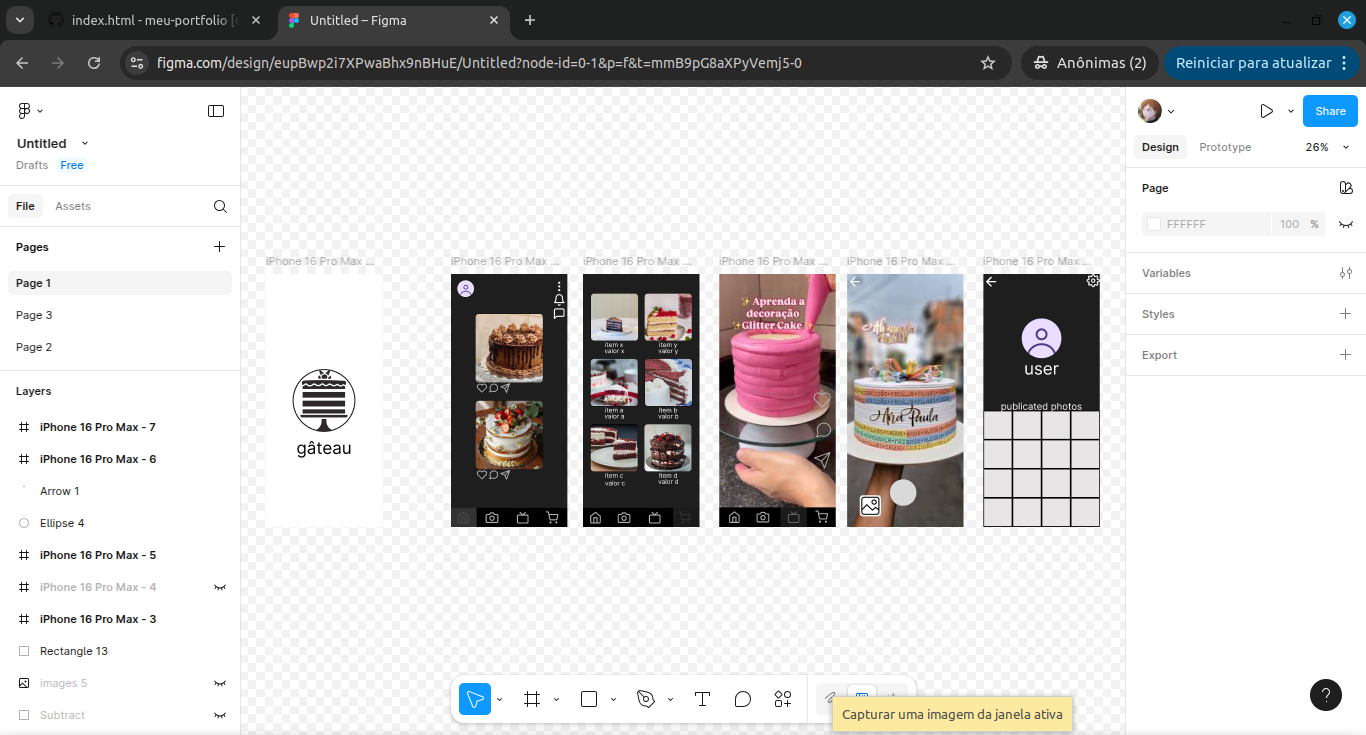 index.html - meu-portfolio [
Untitled – Figma
figma.com/design/eupBwp2i7XPwaBhx9nBHuE/Untitled?node-id=0-1&p=f&t=mmB9pG8aXPyVemj5-0
Anônimas (2)
Reiniciar para atualizar
Untitled
Drafts
Free
File
Assets
Pages
Page 1
Page 3
Page 2
Layers
iPhone 16 Pro Max - 7
iPhone 16 Pro Max - 6
Arrow 1
Ellipse 4
iPhone 16 Pro Max - 5
iPhone 16 Pro Max - 4
iPhone 16 Pro Max - 3
Rectangle 13
images 5
Subtract
iPhone 16 Pro Max ...
gâteau
iPhone 16 Pro Max ...
iPhone 16 Pro Max ...
item x
valor x
item y
valor y
item a
valor a
item b
valor b
item c
valor c
item d
valor d
iPhone 16 Pro Max ...
✨ Aprenda a
decoração
✨Glitter Cake ✨
iPhone 16 Pro Max ...
Ana Paula
iPhone 16 Pro Max ...
user
publicated photos
Share
Design
Prototype
26%
Page
FFFFFF
100
%
Variables
Styles
Export
?
Capturar uma imagem da janela ativa